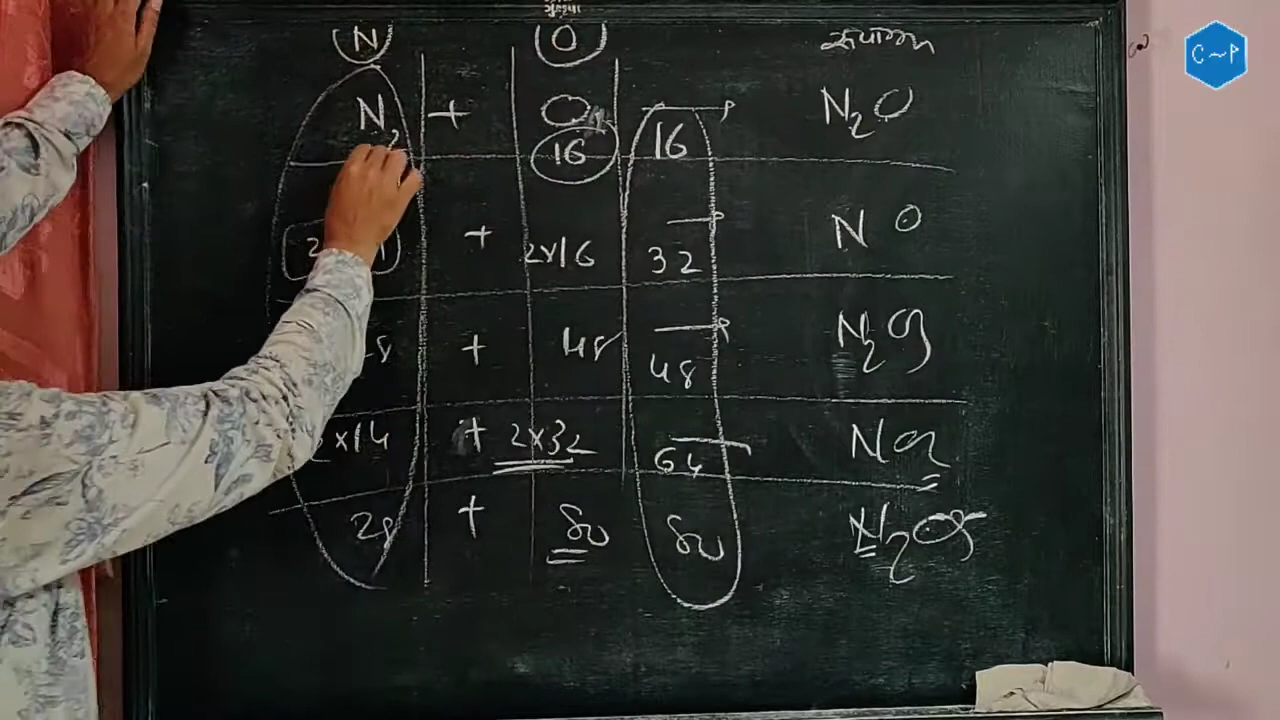 N O
C~P
N₂ + O 16 16 N₂O
+ 2x16 32 NO
+ 48 48 N₂O3
x14 + 2x32 64 NO2
28 + 80 80 N₂O5